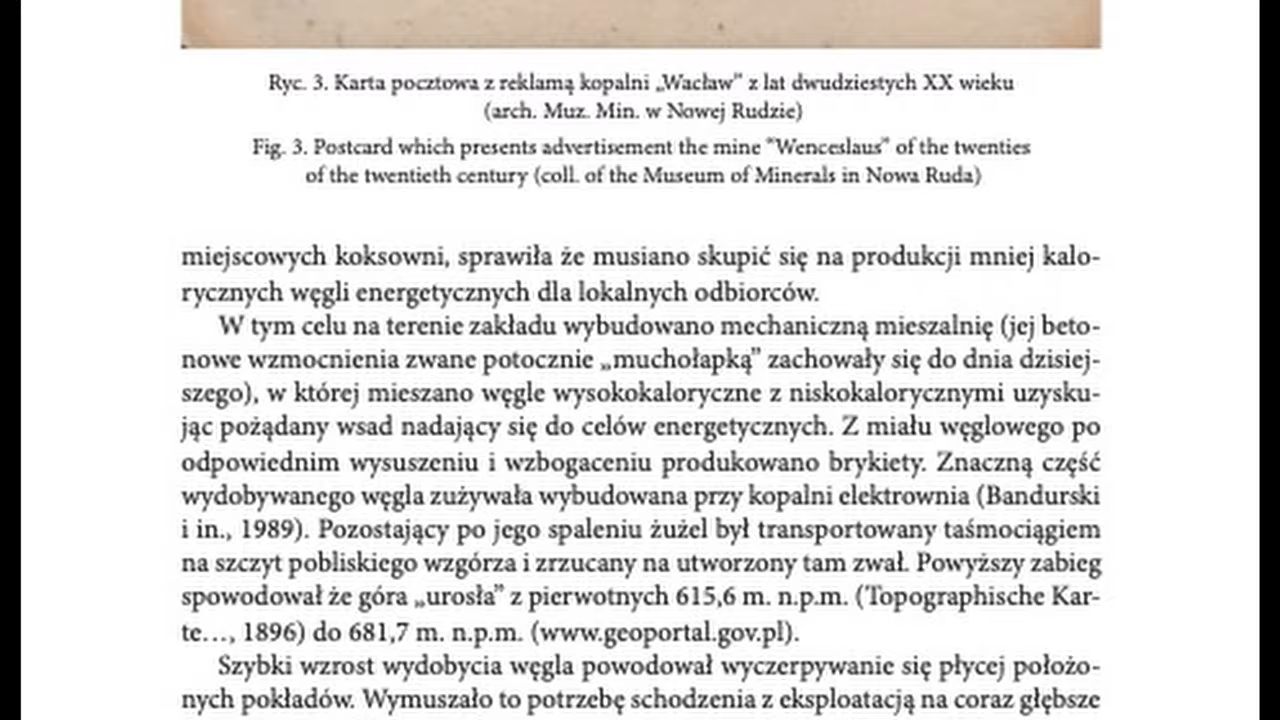 Ryc. 3. Karta pocztowa z reklamą kopalni „Wacław” z lat dwudziestych XX wieku
(arch. Muz. Min. w Nowej Rudzie)
Fig. 3. Postcard which presents advertisement the mine “Wenceslaus” of the twenties
of the twentieth century (coll. of the Museum of Minerals in Nowa Ruda)
miejscowych koksowni, sprawiła że musiano skupić się na produkcji mniej kalo-
rycznych węgli energetycznych dla lokalnych odbiorców.
W tym celu na terenie zakładu wybudowano mechaniczną mieszalnię (jej beto-
nowe wzmocnienia zwane potocznie „muchołapką” zachowały się do dnia dzisiej-
szego), w której mieszano węgle wysokokaloryczne z niskokalorycznymi uzysku-
jąc pożądany wsad nadający się do celów energetycznych. Z miału węglowego po
odpowiednim wysuszeniu i wzbogaceniu produkowano brykiety. Znaczną część
wydobywanego węgla zużywała wybudowana przy kopalni elektrownia (Bandurski
i in., 1989). Pozostający po jego spaleniu żużel był transportowany taśmociągiem
na szczyt pobliskiego wzgórza i zrzucany na utworzony tam zwał. Powyższy zabieg
spowodował że góra „urosła” z pierwotnych 615,6 m. n.p.m. (Topographische Kar-
te…, 1896) do 681,7 m. n.p.m. (www.geoportal.gov.pl).
Szybki wzrost wydobycia węgla powodował wyczerpywanie się płycej położo-
nych pokładów. Wymuszało to potrzebę schodzenia z eksploatacją na coraz głębsze